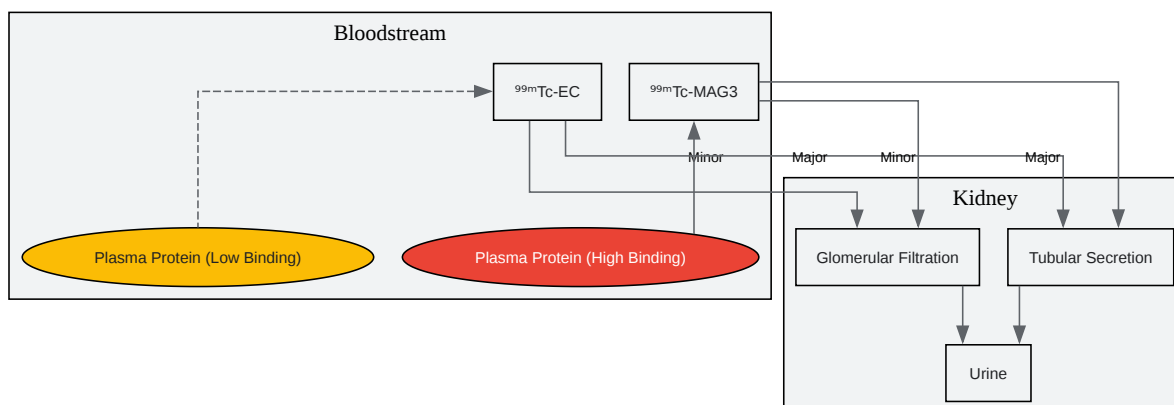 Bloodstream
⁹⁹ᵐTc-EC
⁹⁹ᵐTc-MAG3
Minor
Major
Minor
Major
Kidney
Plasma Protein (Low Binding)
Plasma Protein (High Binding)
Glomerular Filtration
Tubular Secretion
Urine